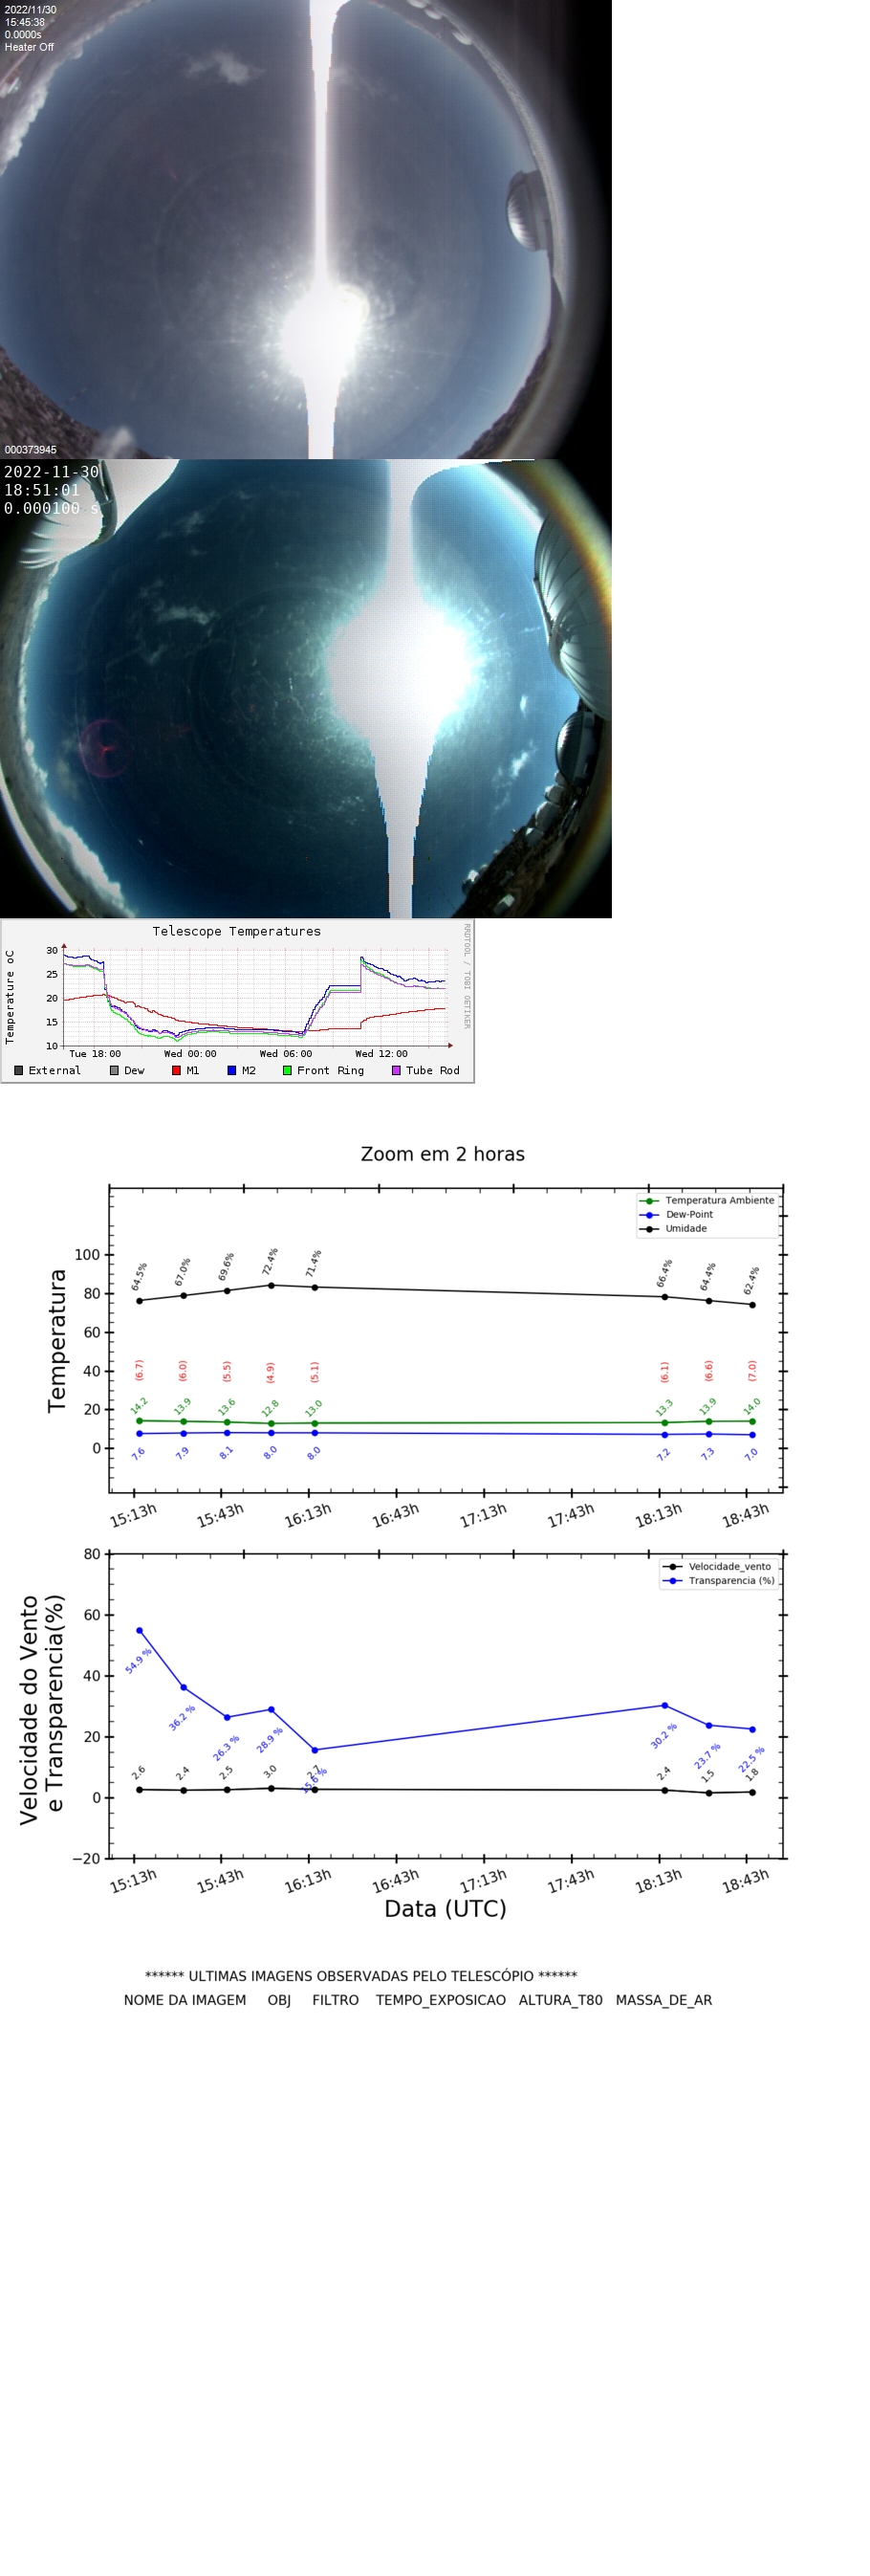 2022/11/30
15:45:38
0.0000s
Heater Off
000373945
2022-11-30
18:51:01
0.000100 s
Telescope Temperatures
RRDTOOL / TOBI OETIKER
Temperature oC
30
25
20
15
10
Tue 18:00 Wed 00:00 Wed 06:00 Wed 12:00
External Dew M1 M2 Front Ring Tube Rod
Zoom em 2 horas
Temperatura
Temperatura Ambiente
Dew-Point
Umidade
100
80
60
40
20
0
64.5% 67.0% 69.6% 72.4% 71.4% 66.4% 64.4% 62.4%
(6.7) (6.0) (5.5) (4.9) (5.1) (6.1) (6.6) (7.0)
14.2 13.9 13.6 12.8 13.0 13.3 13.9 14.0
7.6 7.9 8.1 8.0 8.0 7.2 7.3 7.0
15:13h 15:43h 16:13h 16:43h 17:13h 17:43h 18:13h 18:43h
Velocidade do Vento
e Transparencia(%)
Velocidade_vento
Transparencia (%)
80
60
40
20
0
−20
54.9 % 36.2 % 26.3 % 28.9 % 15.6 % 30.2 % 23.7 % 22.5 %
2.6 2.4 2.5 3.0 2.7 2.4 1.5 1.8
15:13h 15:43h 16:13h 16:43h 17:13h 17:43h 18:13h 18:43h
Data (UTC)
****** ULTIMAS IMAGENS OBSERVADAS PELO TELESCÓPIO ******
NOME DA IMAGEM OBJ FILTRO TEMPO_EXPOSICAO ALTURA_T80 MASSA_DE_AR